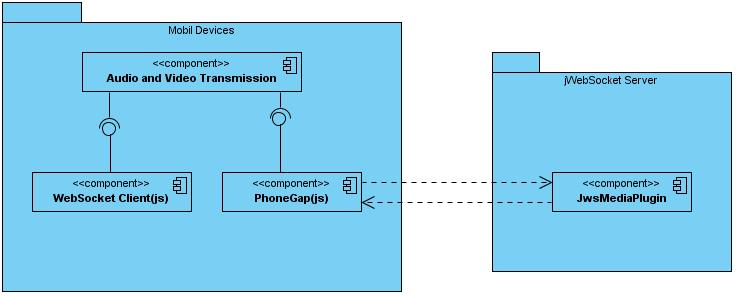 Mobil Devices
<<component>>
Audio and Video Transmission
<<component>>
WebSocket Client(js)
<<component>>
PhoneGap(js)
jWebSocket Server
<<component>>
JwsMediaPlugin